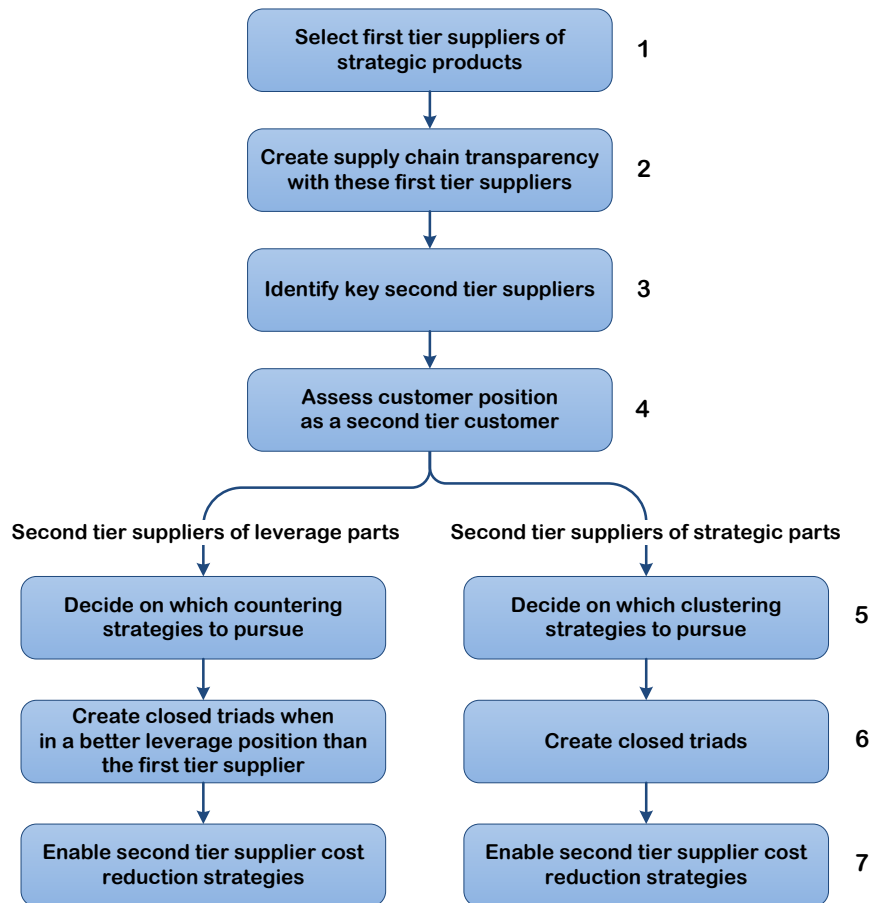 Select first tier suppliers of
strategic products
1
Create supply chain transparency
with these first tier suppliers
2
Identify key second tier suppliers
3
Assess customer position
as a second tier customer
4
Second tier suppliers of leverage parts
Second tier suppliers of strategic parts
Decide on which countering
strategies to pursue
Decide on which clustering
strategies to pursue
5
Create closed triads when
in a better leverage position than
the first tier supplier
Create closed triads
6
Enable second tier supplier cost
reduction strategies
Enable second tier supplier cost
reduction strategies
7